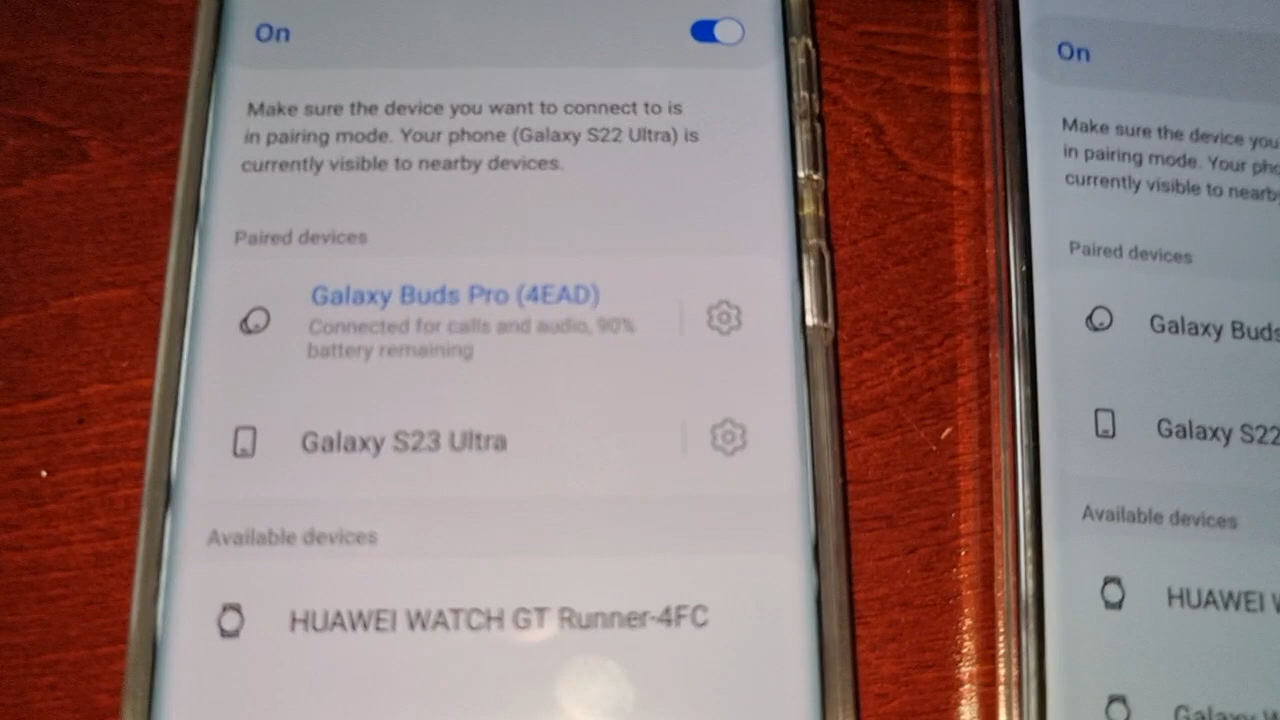 On
Make sure the device you want to connect to is
in pairing mode. Your phone (Galaxy S22 Ultra) is
currently visible to nearby devices.
Paired devices
Galaxy Buds Pro (4EAD)
Connected for calls and audio, 90%
battery remaining
Galaxy S23 Ultra
Available devices
HUAWEI WATCH GT Runner-4FC
On
Make sure the device you
in pairing mode. Your
currently visible to
Paired devices
Galaxy Buds
Galaxy S22
Available devices
HUAWEI